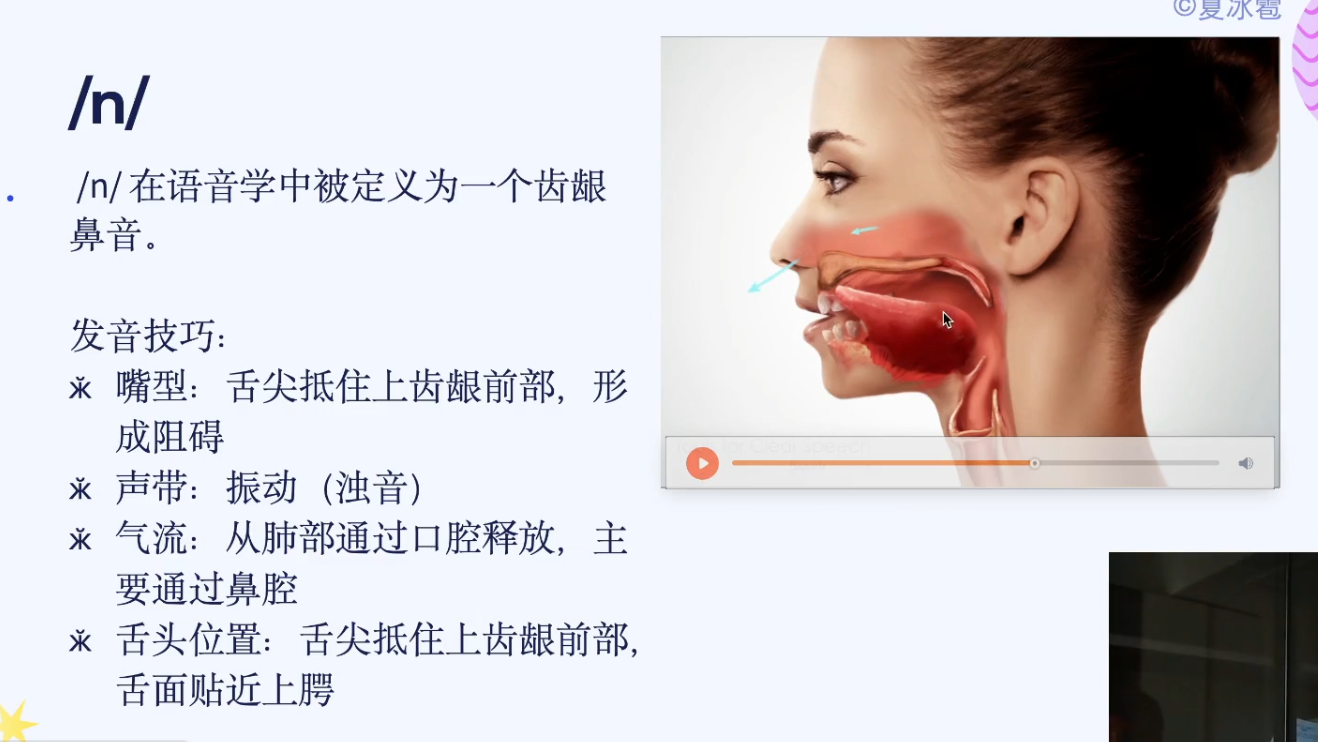 ©夏冰雹
/n/
/n/ 在语音学中被定义为一个齿龈
鼻音。
发音技巧：
ӂ 嘴型： 舌尖抵住上齿龈前部，形
成阻碍
ӂ 声带： 振动（浊音）
ӂ 气流： 从肺部通过口腔释放，主
要通过鼻腔
ӂ 舌头位置： 舌尖抵住上齿龈前部，
舌面贴近上腭